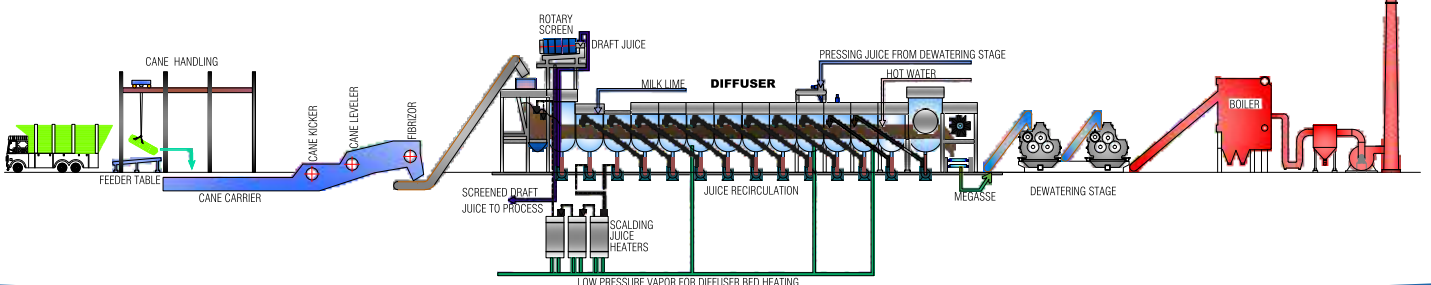 ROTARY
SCREEN
DRAFT JUICE
CANE HANDLING
PRESSING JUICE FROM DEWATERING STAGE
HOT WATER
MILK LIME
DIFFUSER
CANE KICKER
CANE LEVELER
FIBRIZOR
BOILER
FEEDER TABLE
CANE CARRIER
SCREENED DRAFT
JUICE TO PROCESS
JUICE RECIRCULATION
MEGASSE
DEWATERING STAGE
SCALDING
JUICE
HEATERS
LOW PRESSURE VAPOR FOR DIFFUSER BED HEATING